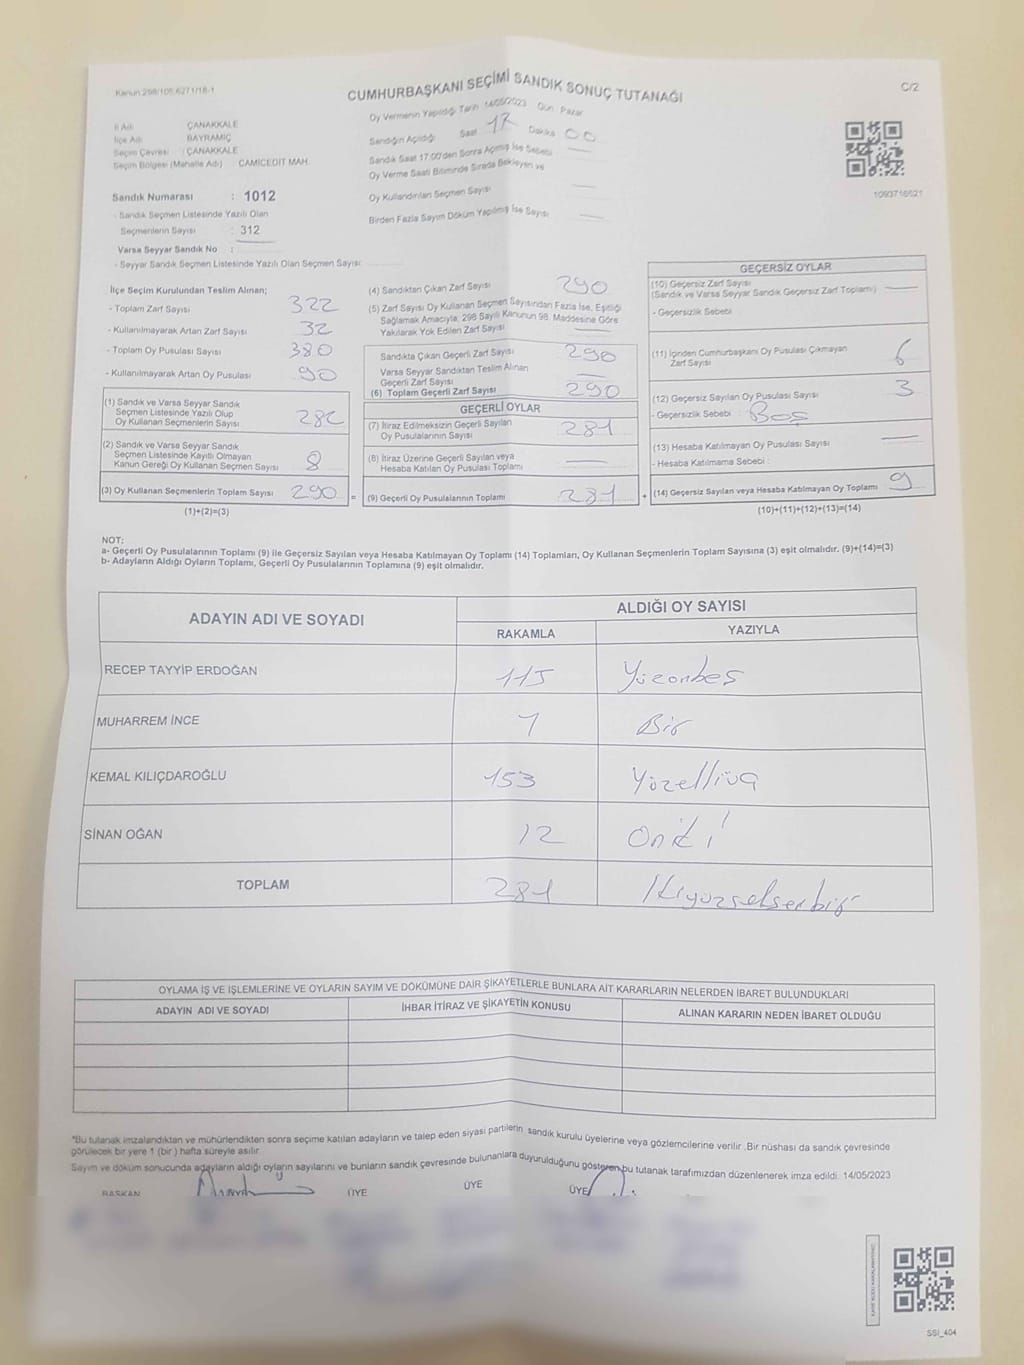 Kanun:298/105,6271/18-1
CUMHURBAŞKANI SEÇİMİ SANDIK SONUÇ TUTANAĞI
C/2
İl Adı : ÇANAKKALE
İlçe Adı : BAYRAMİÇ
Seçim Çevresi : ÇANAKKALE
Seçim Bölgesi (Mahalle Adı) : CAMİCEDİT MAH.
Sandık Numarası : 1012
- Sandık Seçmen Listesinde Yazılı Olan
Seçmenlerin Sayısı : 312
Varsa Seyyar Sandık No :
- Seyyar Sandık Seçmen Listesinde Yazılı Olan Seçmen Sayısı
Oy Vermenin Yapıldığı Tarih 14/05/2023 Gün Pazar
Sandığın Açıldığı Saat 17 Dakika 00
Sandık Saat 17:00'den Sonra Açılmış İse Sebebi
Oy Verme Saati Bitiminde Sırada Bekleyen ve
Oy Kullandırılan Seçmen Sayısı
Birden Fazla Sayım Döküm Yapılmış İse Sayısı
1093716621
İlçe Seçim Kurulundan Teslim Alınan;
- Toplam Zarf Sayısı 322
- Kullanılmayarak Artan Zarf Sayısı 32
- Toplam Oy Pusulası Sayısı 380
- Kullanılmayarak Artan Oy Pusulası 90
(1) Sandık ve Varsa Seyyar Sandık
Seçmen Listesinde Yazılı Olup
Oy Kullanan Seçmen Sayısı
(2) Sandık ve Varsa Seyyar Sandık
Seçmen Listesinde Kayıtlı Olmayan
Kanun Gereği Oy Kullanan Seçmen Sayısı 8
(3) Oy Kullanan Seçmenlerin Toplam Sayısı 290 =
(1)+(2)=(3)
(4) Sandıktan Çıkan Zarf Sayısı 290
(5) Zarf Sayısı Oy Kullanan Seçmen Sayısından Fazla İse, Eşitliği
Sağlamak Amacıyla; 298 Sayılı Kanunun 98. Maddesine Göre
Yakılarak Yok Edilen Zarf Sayısı
Sandıkta Çıkan Geçerli Zarf Sayısı 290
Varsa Seyyar Sandıktan Teslim Alınan
Geçerli Zarf Sayısı
(6) Toplam Geçerli Zarf Sayısı 290
GEÇERLİ OYLAR
(7) İtiraz Edilmeksizin Geçerli Sayılan
Oy Pusulalarının Sayısı 281
(8) İtiraz Üzerine Geçerli Sayılan veya
Hesaba Katılan Oy Pusulası Toplamı
(9) Geçerli Oy Pusulalarının Toplamı 281 +
GEÇERSİZ OYLAR
(10) Geçersiz Zarf Sayısı
(Sandık ve Varsa Seyyar Sandık Geçersiz Zarf Toplamı)
- Geçersizlik Sebebi
(11) İçinden Cumhurbaşkanı Oy Pusulası Çıkmayan
Zarf Sayısı 6
(12) Geçersiz Sayılan Oy Pusulası Sayısı 3
- Geçersizlik Sebebi : Boş
(13) Hesaba Katılmayan Oy Pusulası Sayısı
- Hesaba Katılmama Sebebi :
(14) Geçersiz Sayılan veya Hesaba Katılmayan Oy Toplamı 9
(10)+(11)+(12)+(13)=(14)
NOT:
a- Geçerli Oy Pusulalarının Toplamı (9) ile Geçersiz Sayılan veya Hesaba Katılmayan Oy Toplamı (14) Toplamları, Oy Kullanan Seçmenlerin Toplam Sayısına (3) eşit olmalıdır. (9)+(14)=(3)
b- Adayların Aldığı Oyların Toplamı, Geçerli Oy Pusulalarının Toplamına (9) eşit olmalıdır.
ADAYIN ADI VE SOYADI
ALDIĞI OY SAYISI
RAKAMLA YAZIYLA
RECEP TAYYİP ERDOĞAN 115 Yüzonbeş
MUHARREM İNCE 1 Bir
KEMAL KILIÇDAROĞLU 153 Yüzelliüç
SİNAN OĞAN 12 Oniki
TOPLAM 281 İkiyüzseksenbir
OYLAMA İŞ VE İŞLEMLERİNE VE OYLARIN SAYIM VE DÖKÜMÜNE DAİR ŞİKAYETLERLE BUNLARA AİT KARARLARIN NELERDEN İBARET BULUNDUKLARI
ADAYIN ADI VE SOYADI İHBAR İTİRAZ VE ŞİKAYETİN KONUSU ALINAN KARARIN NEDEN İBARET OLDUĞU
*Bu tutanak imzalandıktan ve mühürlendikten sonra seçime katılan adayların ve talep eden siyasi partilerin sandık kurulu üyelerine veya gözlemcilerine verilir. Bir nüshası da sandık çevresinde
görülecek bir yere 1 (bir) hafta süreyle asılır.
Sayım ve döküm sonucunda adayların aldığı oyların sayılarını ve bunların sandık çevresinde bulunanlara duyurulduğunu gösteren bu tutanak tarafımızdan düzenlenerek imza edildi. 14/05/2023
BAŞKAN ÜYE ÜYE ÜYE
SSI_404